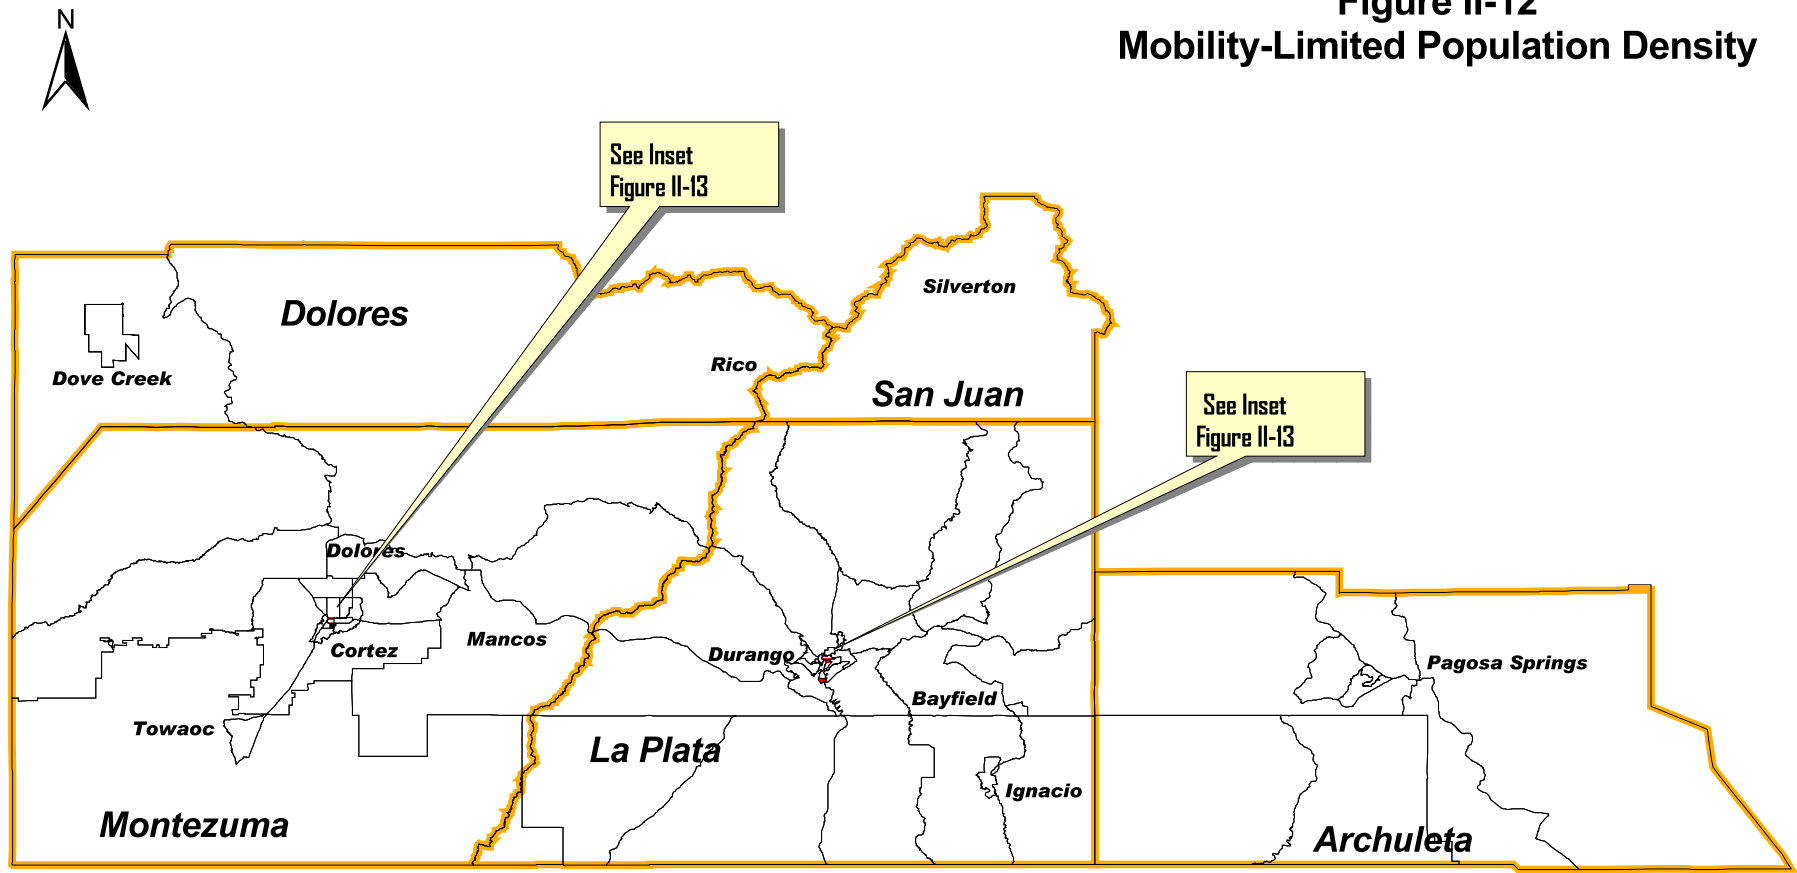 N
Figure II-12
Mobility-Limited Population Density
See Inset
Figure II-13
Silverton
Dolores
Rico
Dove Creek
San Juan
See Inset
Figure II-13
Dolores
Cortez
Mancos
Durango
Pagosa Springs
Bayfield
Towaoc
La Plata
Ignacio
Montezuma
Archuleta